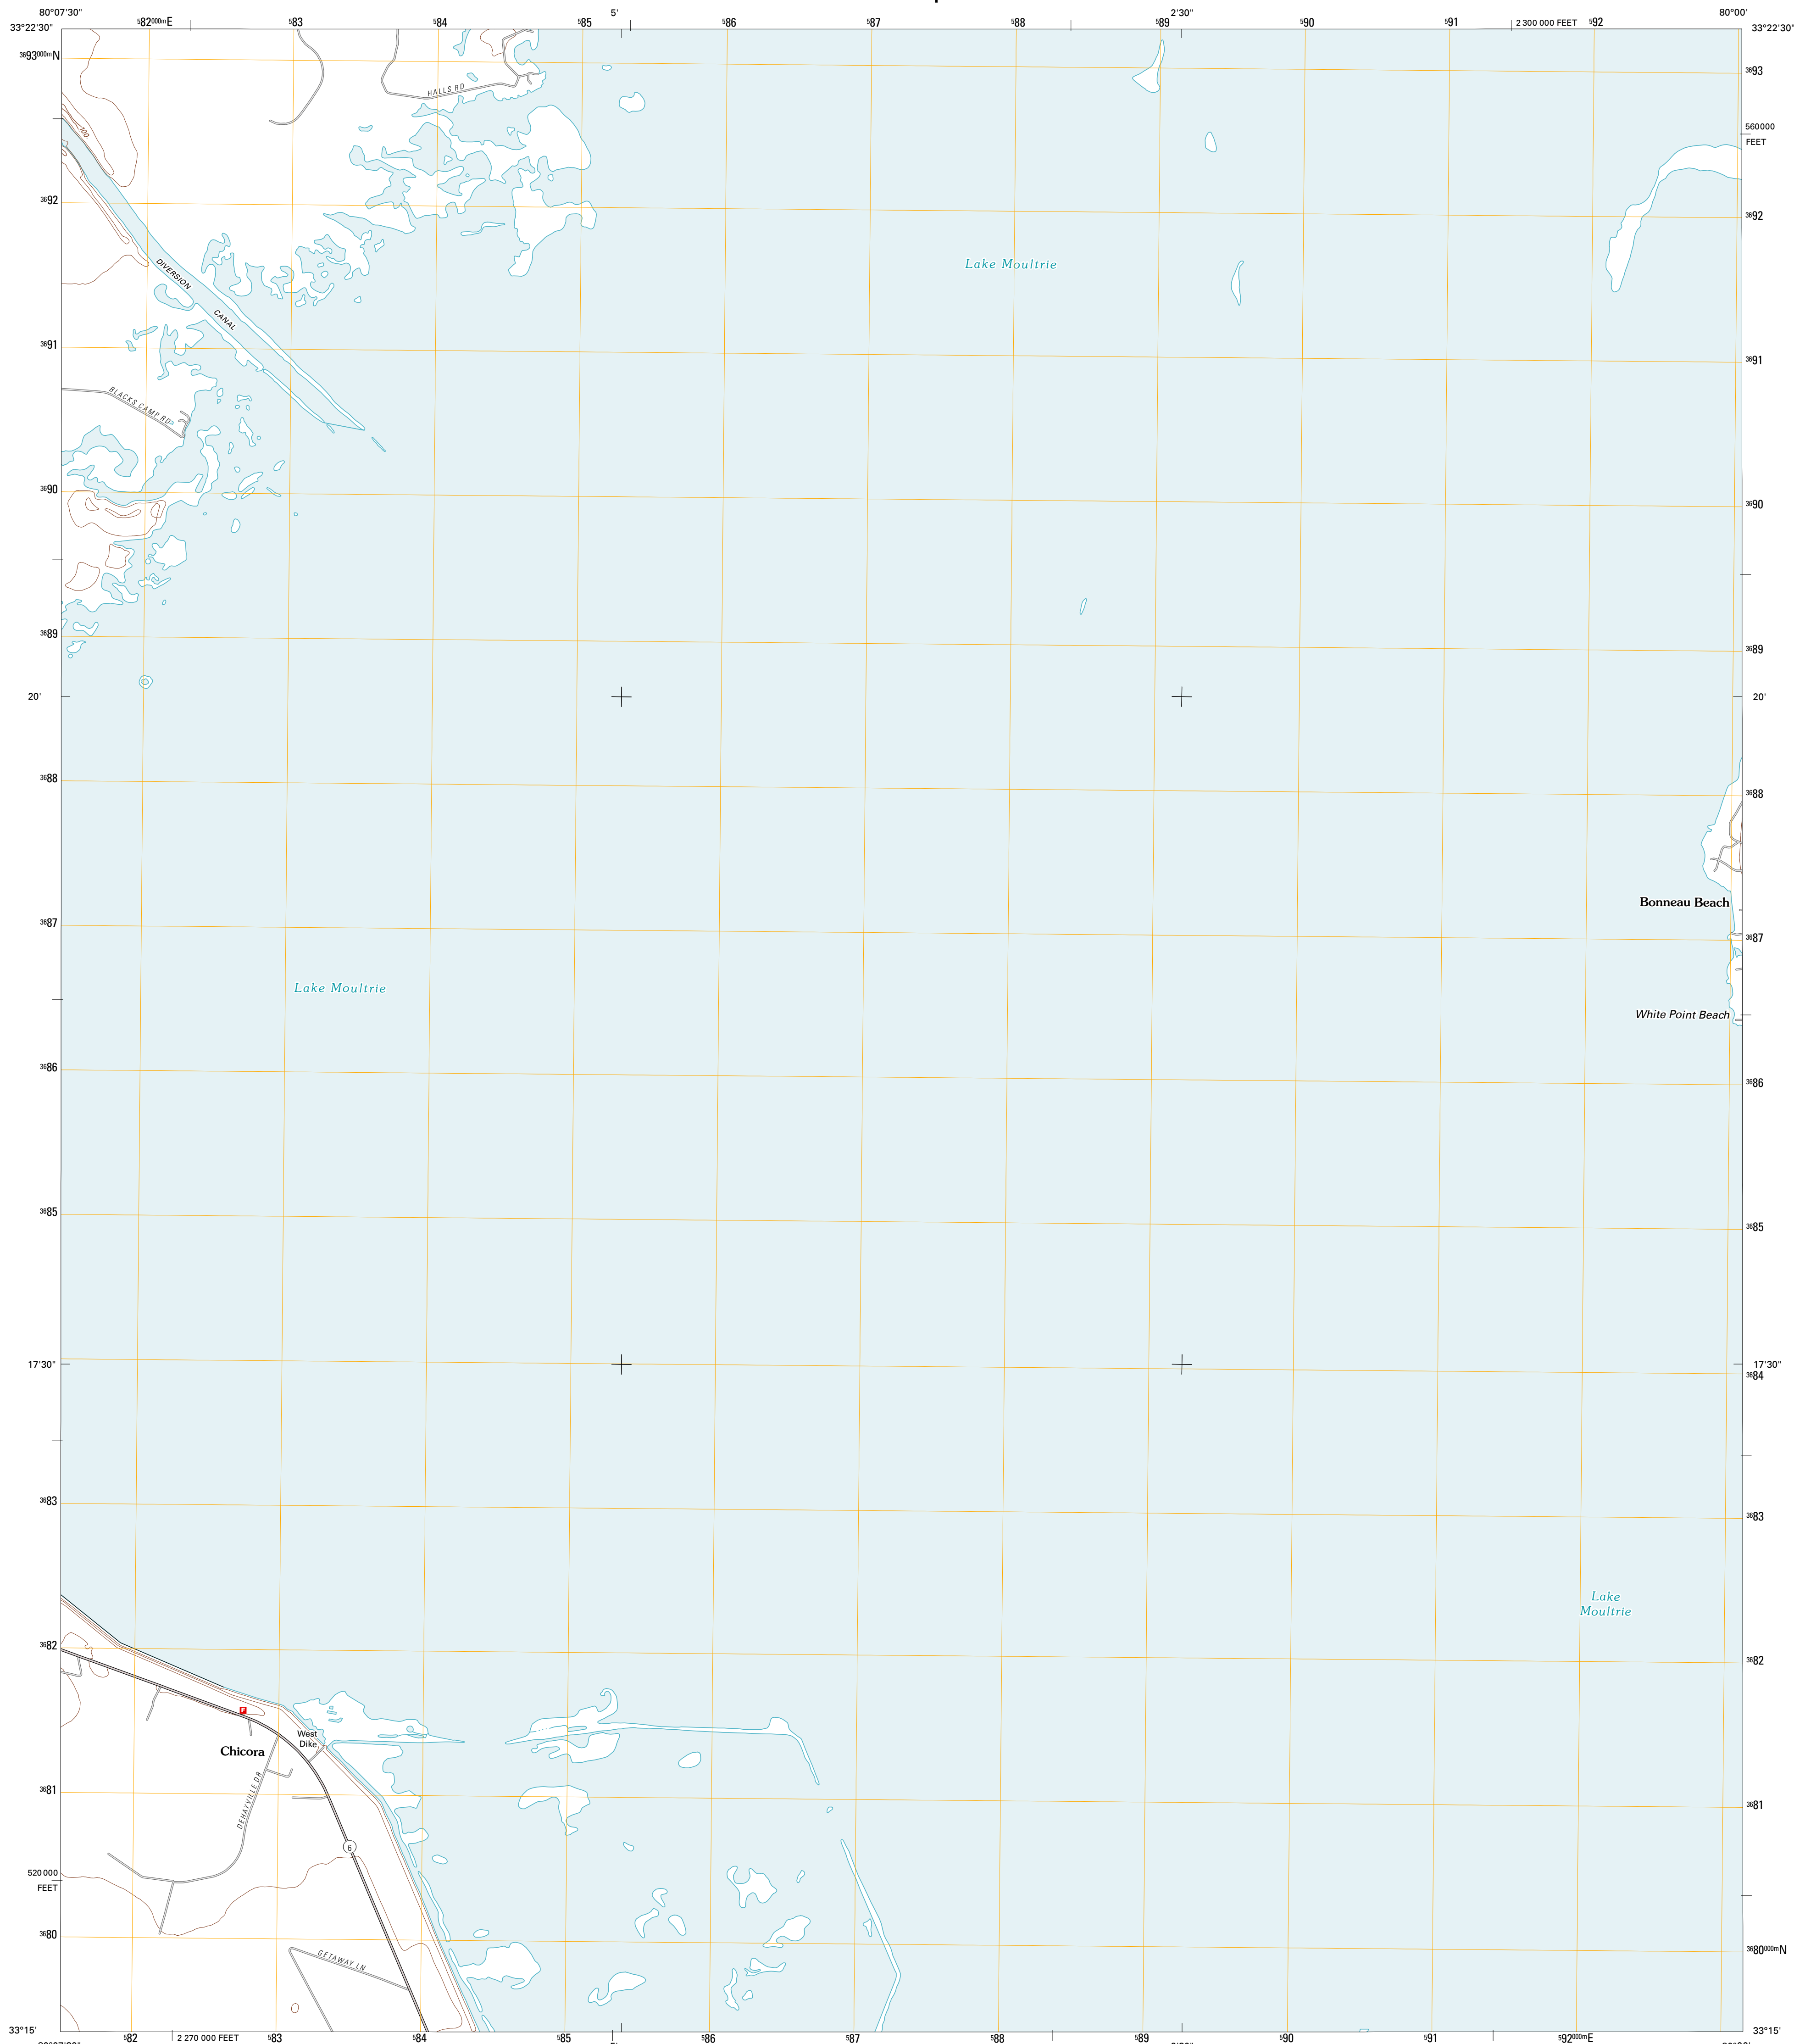 80°07'30" 5' 2'30" 80°00'
⁵82⁰⁰⁰ᵐE ⁵83 ⁵84 ⁵85 ⁵86 ⁵87 ⁵88 ⁵89 ⁵90 ⁵91 2 300 000 FEET ⁵92
33°22'30" 33°22'30"
³⁶93⁰⁰⁰ᵐN ³⁶93
HALLS RD
100
560000
FEET
³⁶92 ³⁶92
Lake Moultrie
DIVERSION
CANAL
³⁶91 ³⁶91
BLACKS CAMP RD
³⁶90 ³⁶90
³⁶89 ³⁶89
20' 20'
³⁶88 ³⁶88
Bonneau Beach
³⁶87 ³⁶87
Lake Moultrie
White Point Beach
³⁶86 ³⁶86
³⁶85 ³⁶85
17'30" 17'30"
³⁶84
³⁶83 ³⁶83
Lake
Moultrie
³⁶82 ³⁶82
F
West
Dike
Chicora
DEHAYVILLE DR
³⁶81 ³⁶81
6
520 000
FEET
³⁶80 ³⁶80⁰⁰⁰ᵐN
GETAWAY LN
33°15' 33°15'
⁵82 2 270 000 FEET ⁵83 ⁵84 ⁵85 ⁵86 ⁵87 ⁵88 ⁵89 ⁵90 ⁵91 ⁵92⁰⁰⁰ᵐE